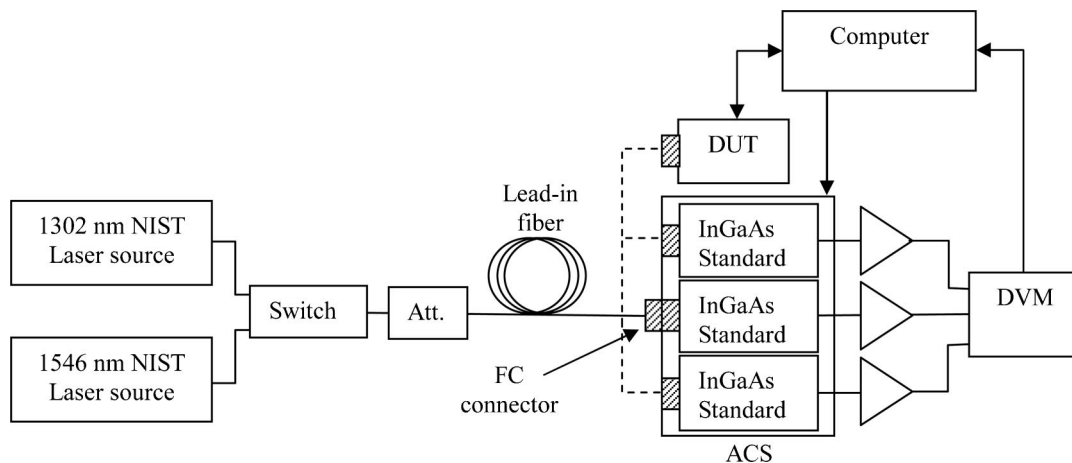 Computer
DUT
Lead-in
fiber
1302 nm NIST
Laser source
InGaAs
Standard
Switch
Att.
InGaAs
Standard
DVM
1546 nm NIST
Laser source
FC
connector
InGaAs
Standard
ACS